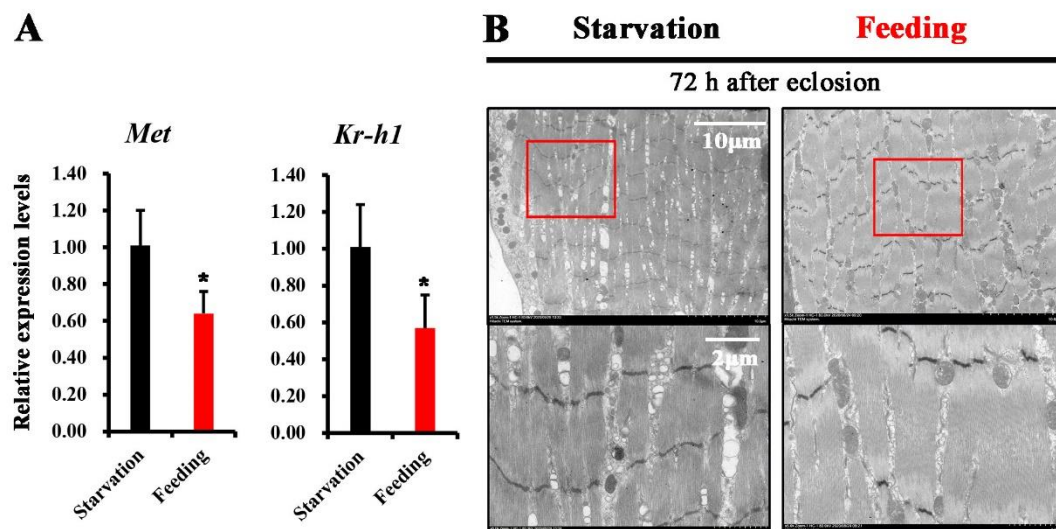 A
Met
Kr-h1
Relative expression levels
1.40
1.20
1.00
0.80
0.60
0.40
0.20
0.00
*
Starvation
Feeding
1.40
1.20
1.00
0.80
0.60
0.40
0.20
0.00
*
Starvation
Feeding
B
Starvation
Feeding
72 h after eclosion
10μm
2μm